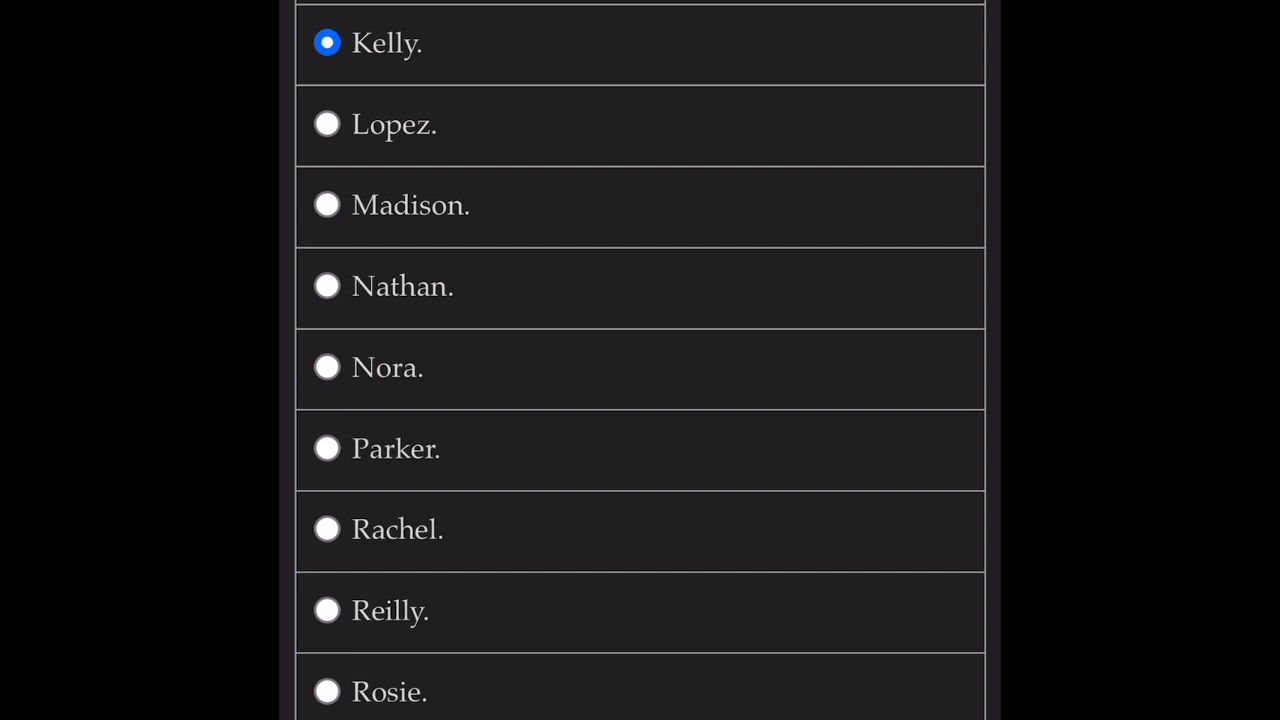 Kelly.
Lopez.
Madison.
Nathan.
Nora.
Parker.
Rachel.
Reilly.
Rosie.